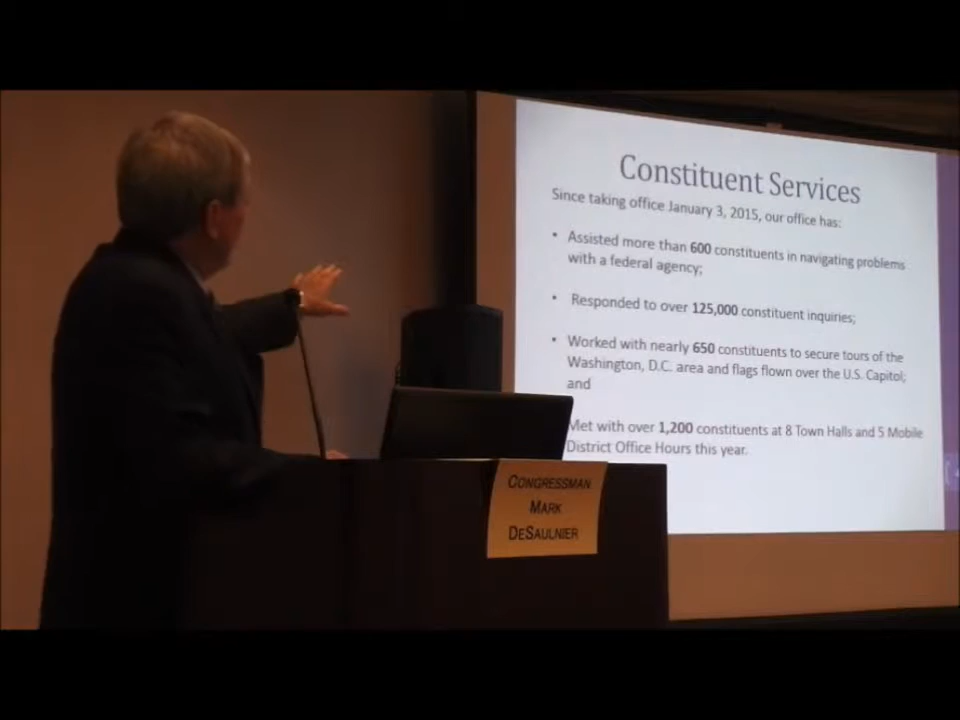 Constituent Services
Since taking office January 3, 2015, our office has:
• Assisted more than 600 constituents in navigating problems
with a federal agency;
• Responded to over 125,000 constituent inquiries;
• Worked with nearly 650 constituents to secure tours of the
Washington, D.C. area and flags flown over the U.S. Capitol;
and
Met with over 1,200 constituents at 8 Town Halls and 5 Mobile
District Office Hours this year.
CONGRESSMAN
MARK
DESAULNIER